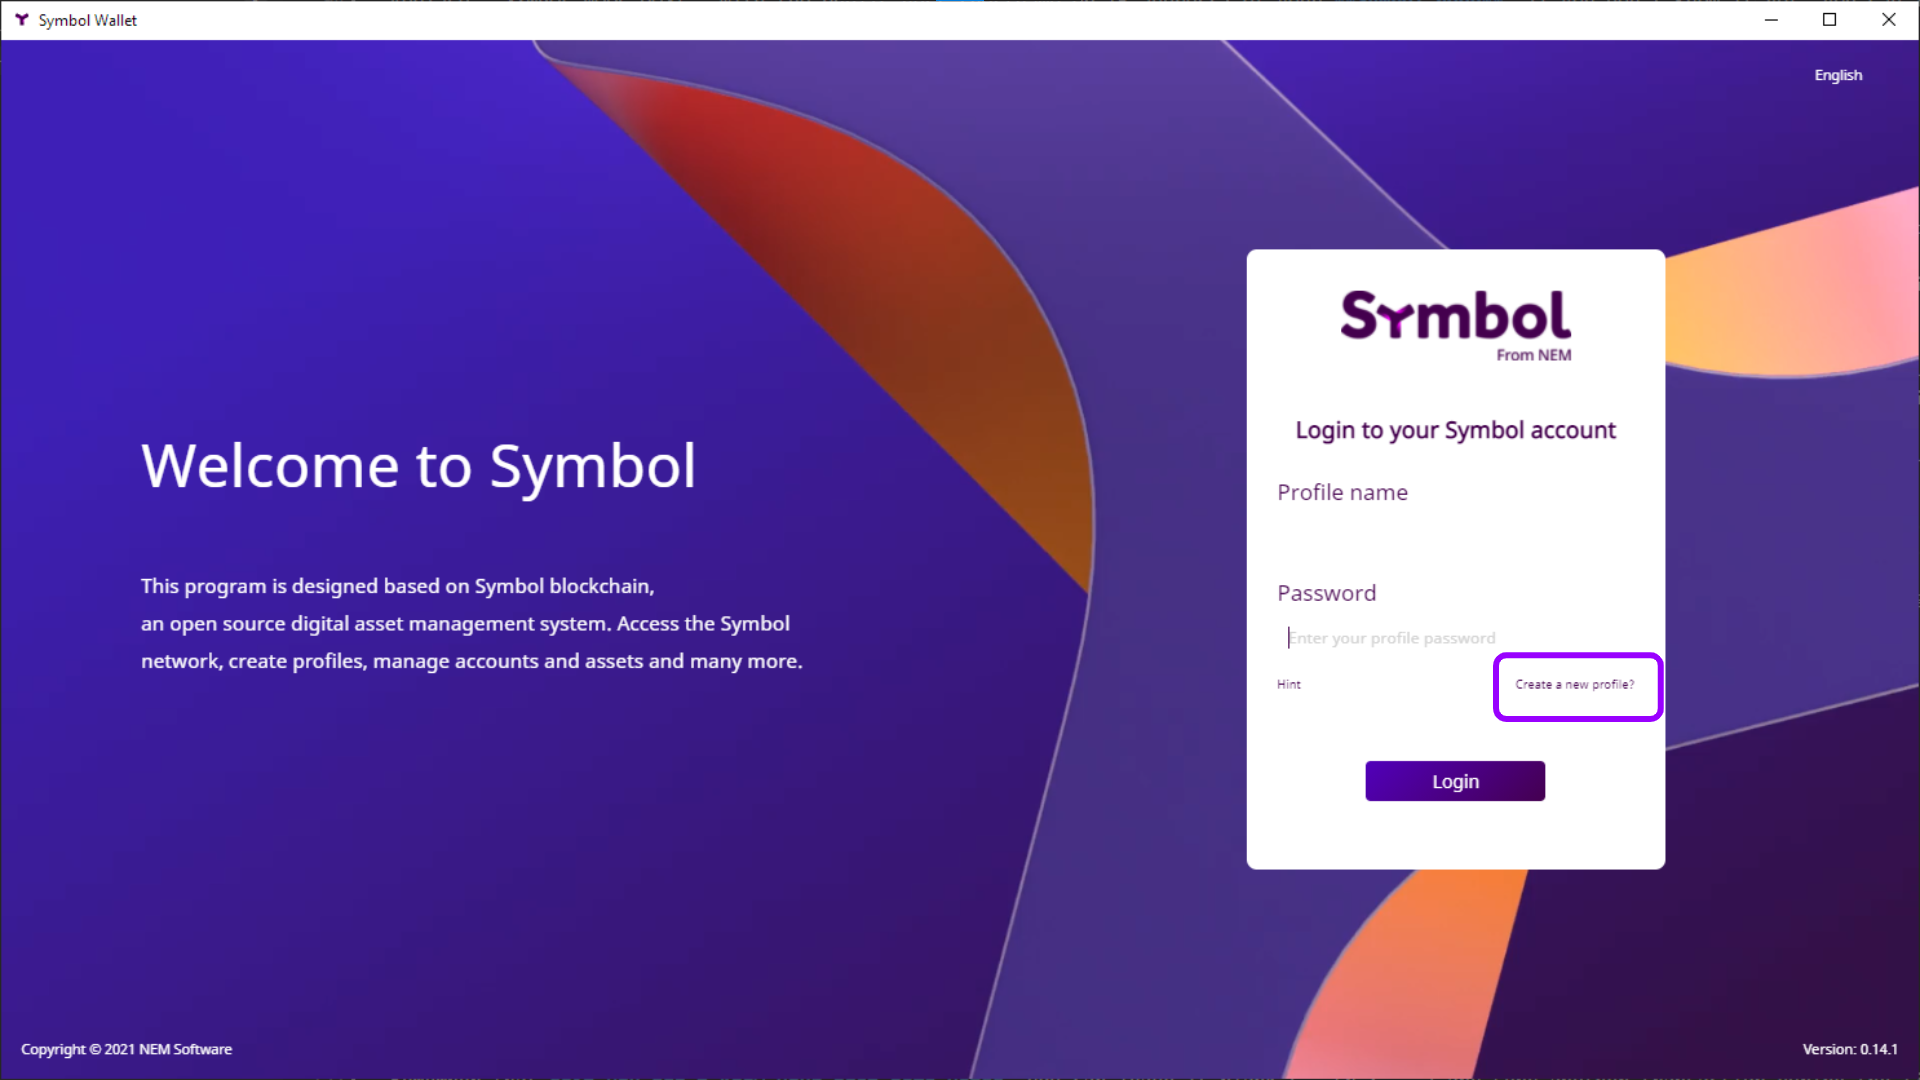 Symbol Wallet
English
Symbol
From NEM
Login to your Symbol account
Profile name
Password
Enter your profile password
Hint
Create a new profile?
Login
Welcome to Symbol
This program is designed based on Symbol blockchain,
an open source digital asset management system. Access the Symbol
network, create profiles, manage accounts and assets and many more.
Copyright © 2021 NEM Software
Version: 0.14.1